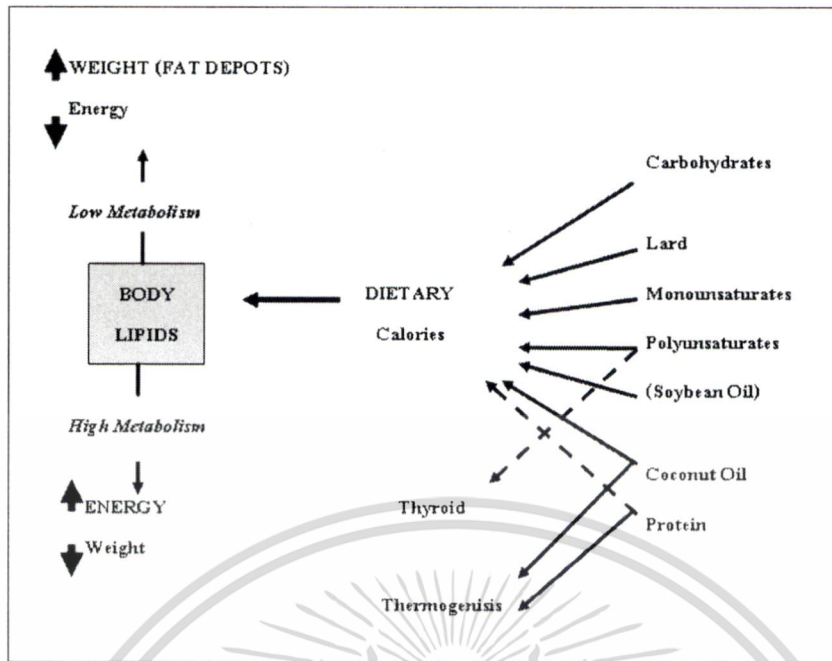 WEIGHT (FAT DEPOTS)
Energy
Low Metabolism
BODY
LIPIDS
High Metabolism
ENERGY
Weight
DIETARY
Calories
Thyroid
Thermogenisis
Carbohydrates
Lard
Monounsaturates
Polyunsaturates
(Soybean Oil)
Coconut Oil
Protein